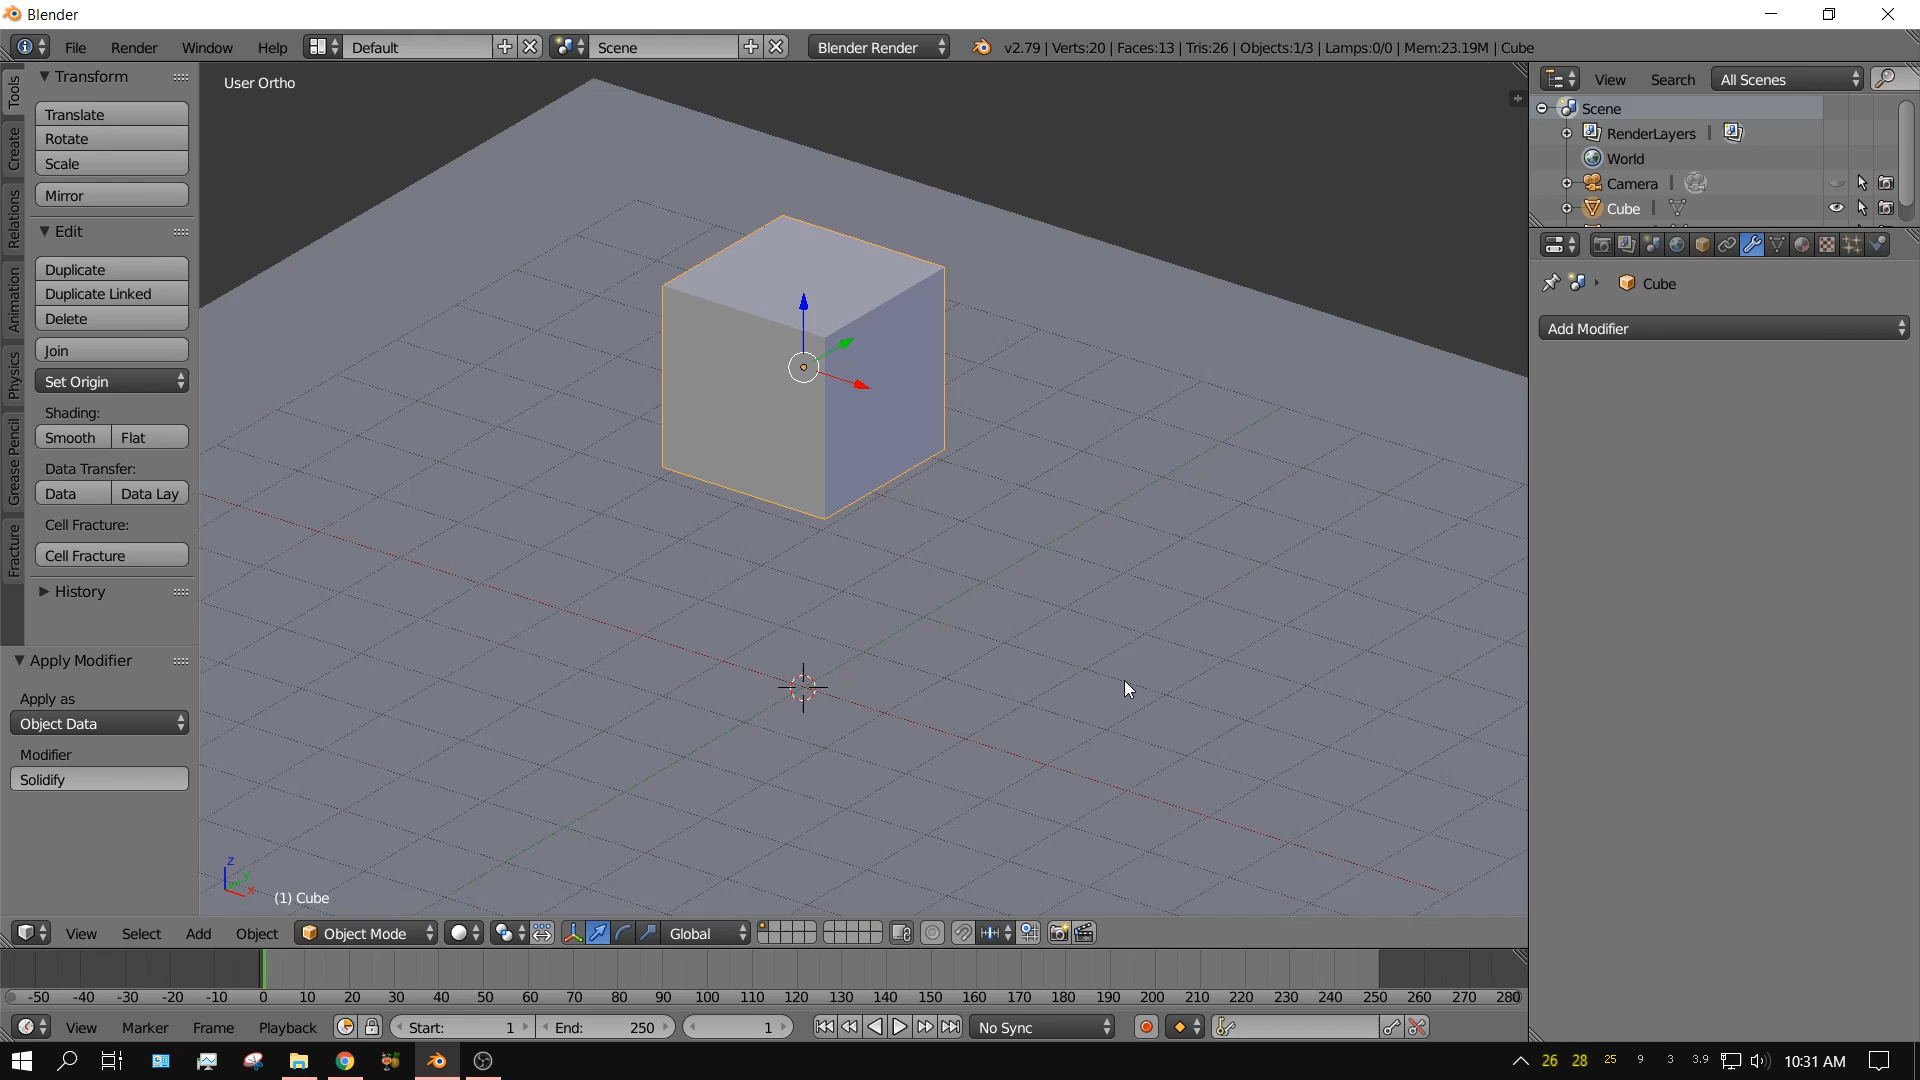 Blender
File Render Window Help Default Scene Blender Render v2.79 | Verts:20 | Faces:13 | Tris:26 | Objects:1/3 | Lamps:0/0 | Mem:23.19M | Cube
Tools
Create
Relations
Animation
Physics
Grease Pencil
Fracture
Transform
Translate
Rotate
Scale
Mirror
Edit
Duplicate
Duplicate Linked
Delete
Join
Set Origin
Shading:
Smooth Flat
Data Transfer:
Data Data Lay
Cell Fracture:
Cell Fracture
History
Apply Modifier
Apply as
Object Data
Modifier
Solidify
User Ortho
z
y
x
(1) Cube
View Search All Scenes
Scene
RenderLayers
World
Camera
Cube
Cube
Add Modifier
View Select Add Object Object Mode Global
-50 -40 -30 -20 -10 0 10 20 30 40 50 60 70 80 90 100 110 120 130 140 150 160 170 180 190 200 210 220 230 240 250 260 270 280
View Marker Frame Playback Start: 1 End: 250 1 No Sync
26 28 25 9 3 3.9 10:31 AM